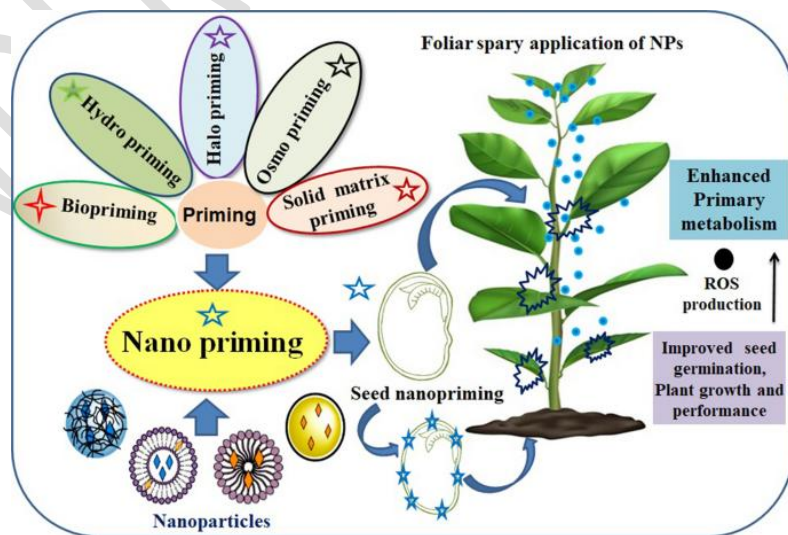 Foliar spary application of NPs
Hydro priming
Halo priming
Osmo priming
Biopriming
Priming
Solid matrix
priming
Enhanced
Primary
metabolism
ROS
production
Nano priming
Improved seed
germination,
Plant growth and
performance
Seed nanopriming
Nanoparticles